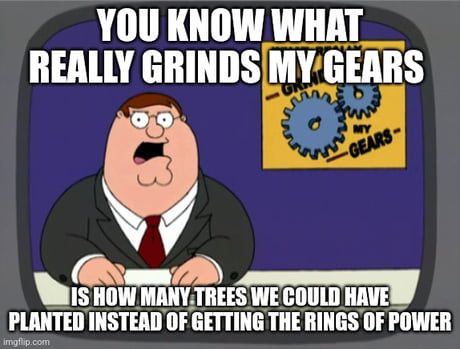 YOU KNOW WHAT
REALLY GRINDS MY GEARS
MY
GEARS
IS HOW MANY TREES WE COULD HAVE
PLANTED INSTEAD OF GETTING THE RINGS OF POWER
imgflip.com